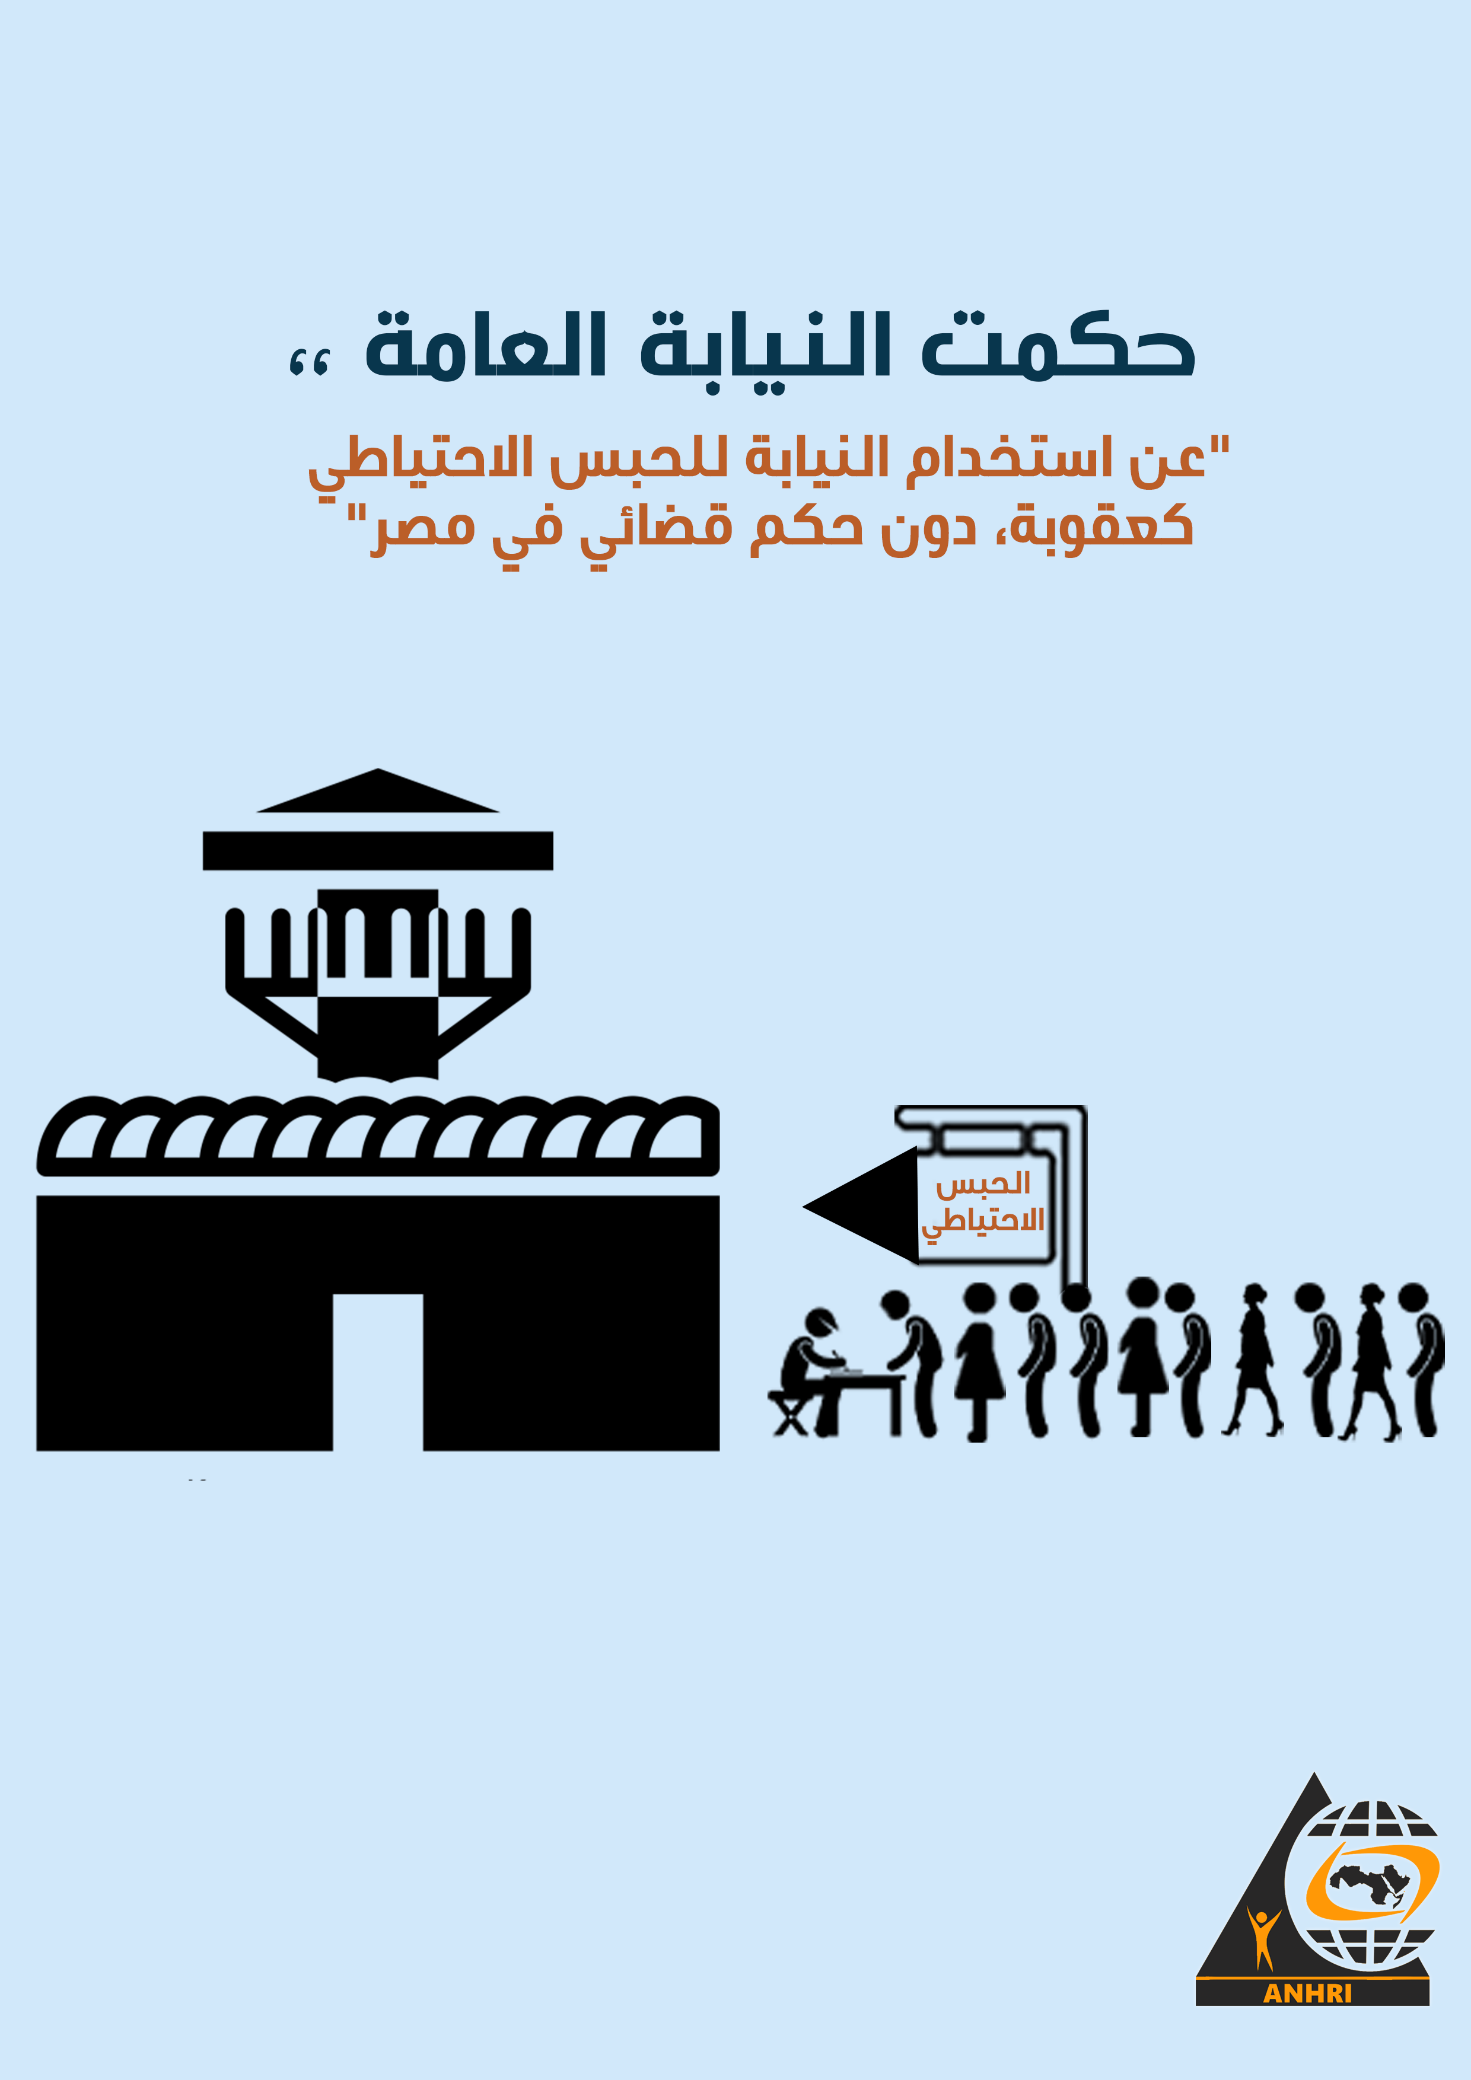 حكمت النيابة العامة “
"عن استخدام النيابة للحبس الاحتياطي
كعقوبة، دون حكم قضائي في مصر"
الحبس
الاحتياطي
ANHRI